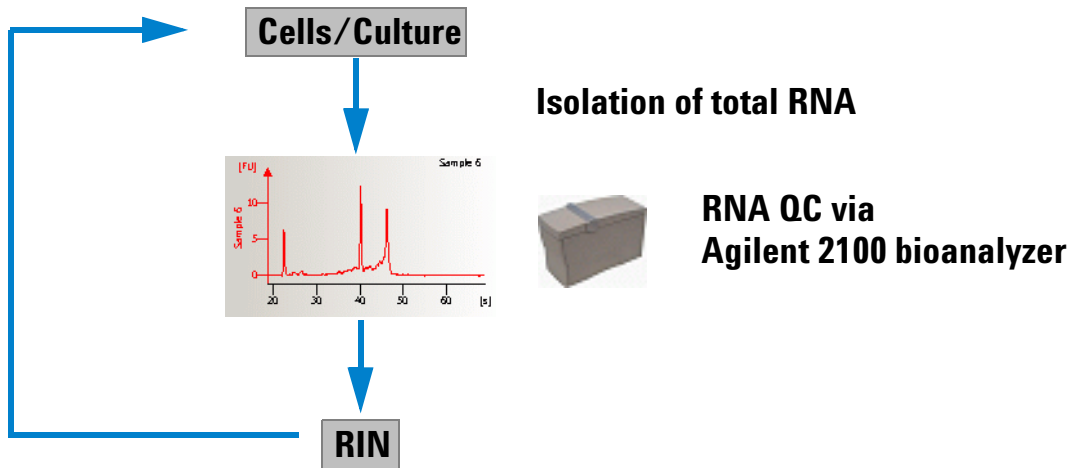 Cells/Culture
Isolation of total RNA
[FU]
Sample 6
Sample 6
10
5
0
20
30
40
50
60
[s]
RNA QC via
Agilent 2100 bioanalyzer
RIN